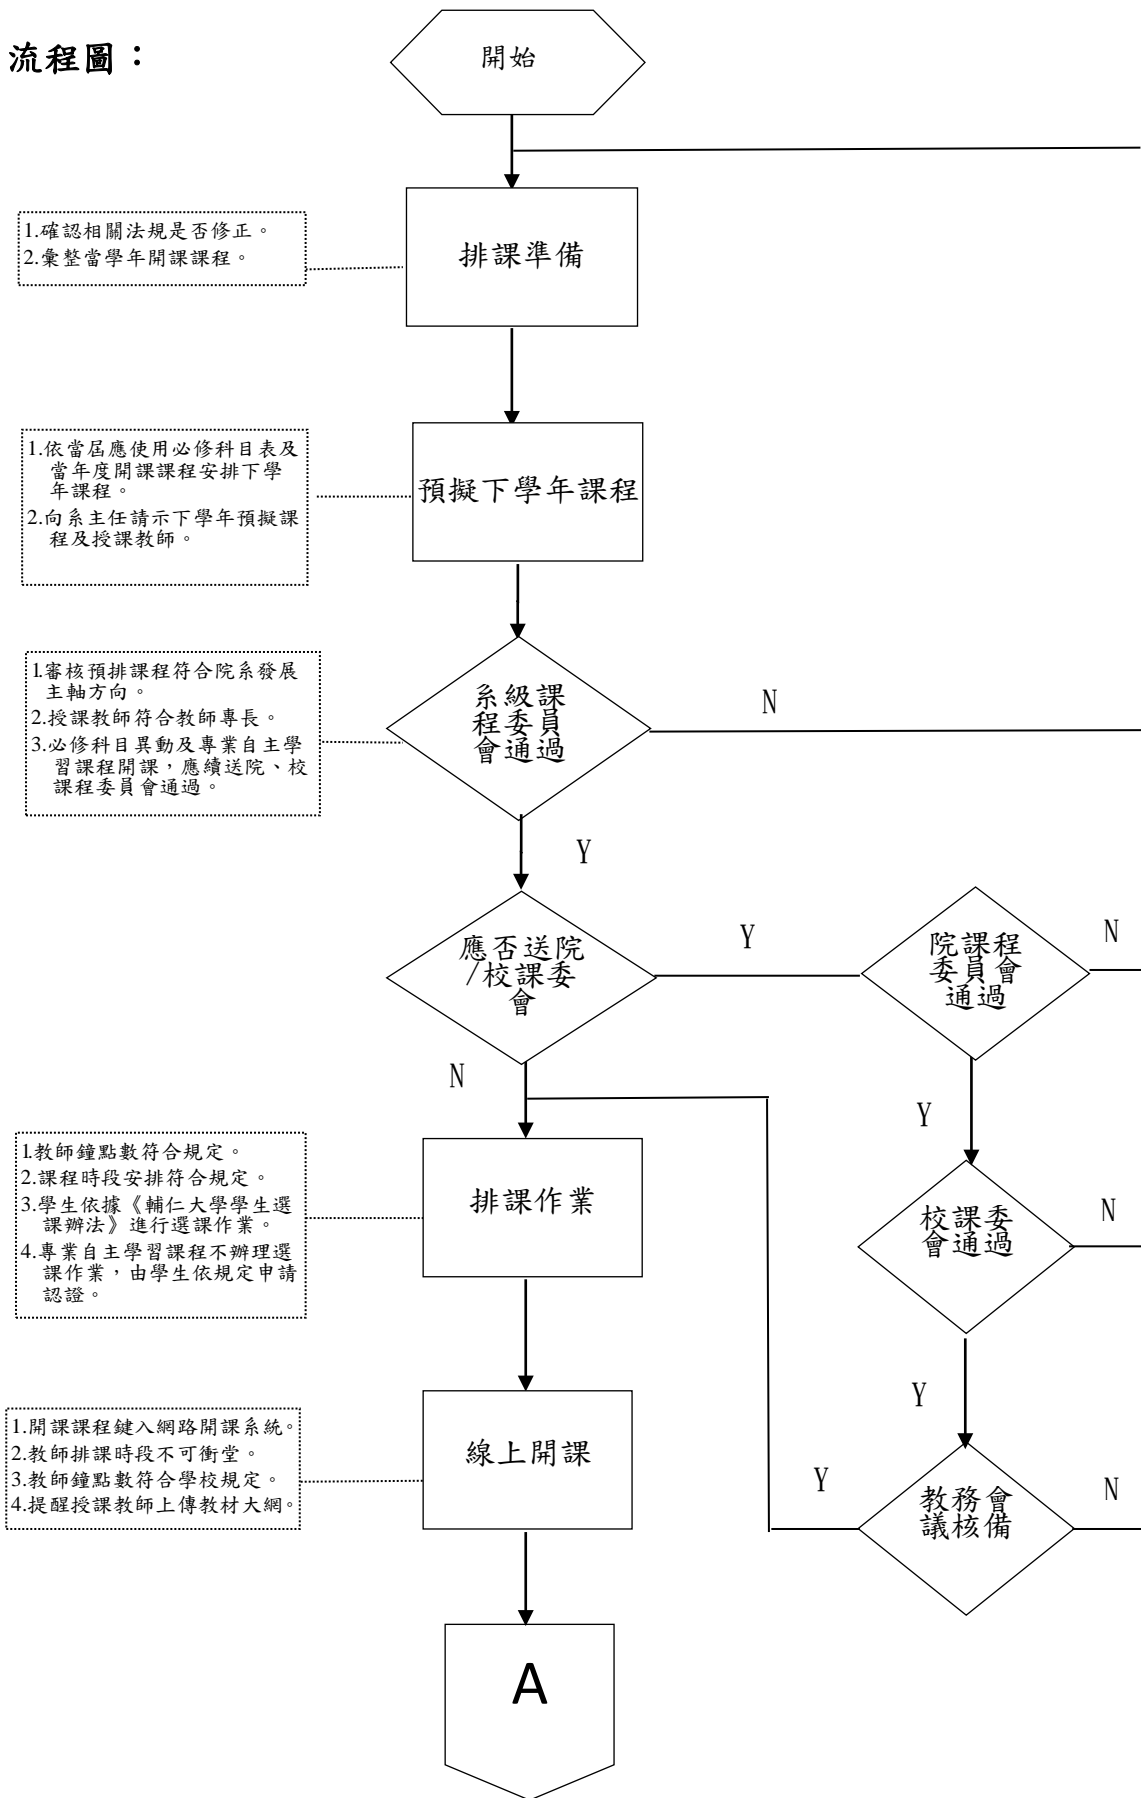 流程圖：
開始
1.確認相關法規是否修正。
2.彙整當學年開課課程。
排課準備
1.依當屆應使用必修科目表及
當年度開課課程安排下學
年課程。
2.向系主任請示下學年預擬課
程及授課教師。
預擬下學年課程
1.審核預排課程符合院系發展
主軸方向。
2.授課教師符合教師專長。
3.必修科目異動及專業自主學
習課程開課，應續送院、校
課程委員會通過。
系級課
程委員
會通過
N
Y
應否送院
/校課委
會
Y
院課程
委員會
通過
N
N
Y
1.教師鐘點數符合規定。
2.課程時段安排符合規定。
3.學生依據《輔仁大學學生選
課辦法》進行選課作業。
4.專業自主學習課程不辦理選
課作業，由學生依規定申請
認證。
排課作業
校課委
會通過
N
Y
1.開課課程鍵入網路開課系統。
2.教師排課時段不可衝堂。
3.教師鐘點數符合學校規定。
4.提醒授課教師上傳教材大網。
線上開課
Y
教務會
議核備
N
A